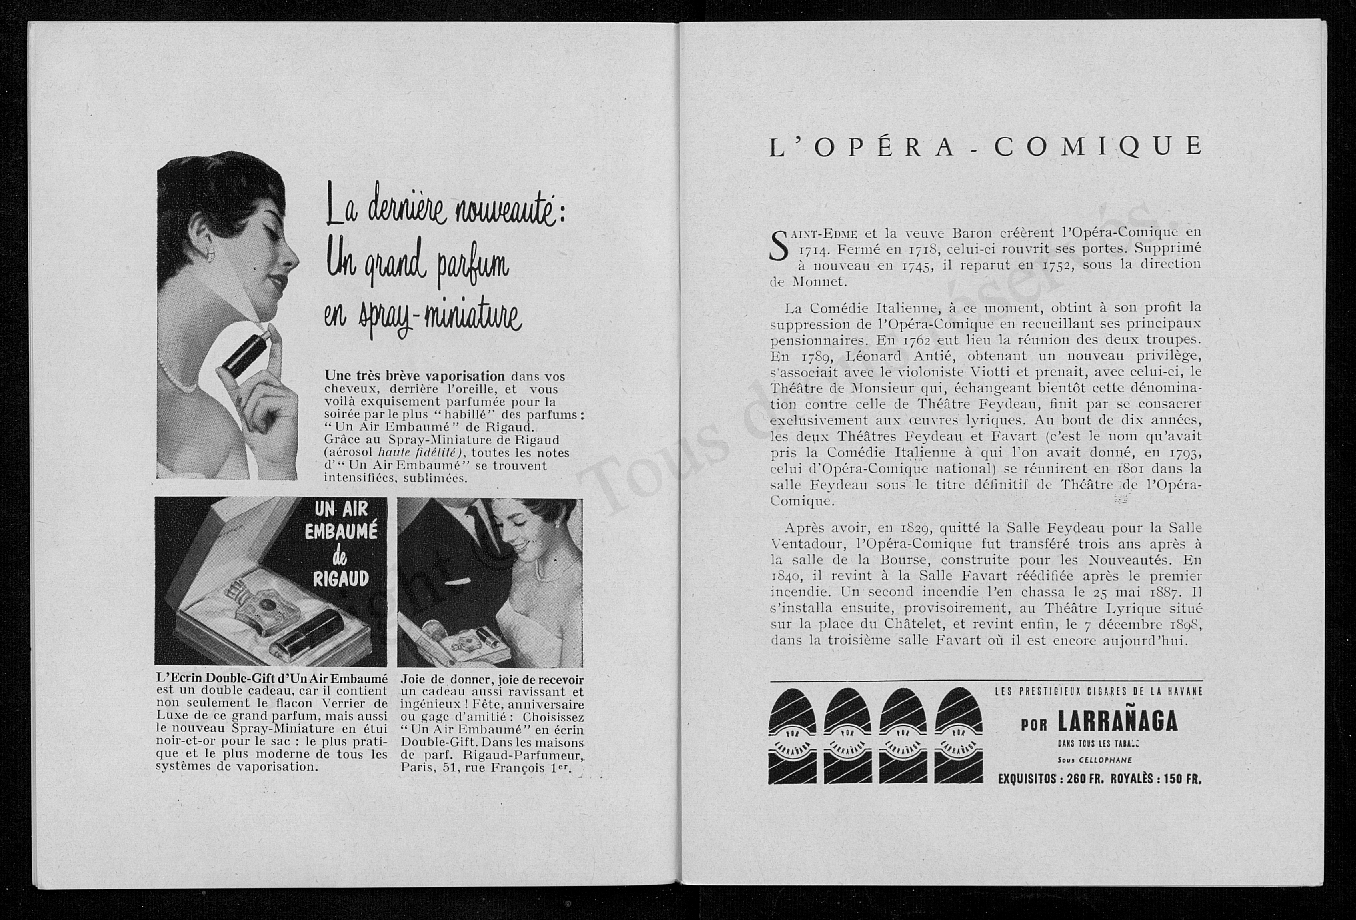 La dernière nouveauté :
Un grand parfum
en spray-miniature
Une très brève vaporisation dans vos
cheveux, derrière l'oreille, et vous
voilà exquisement parfumée pour la
soirée par le plus “ habillé ” des parfums :
“ Un Air Embaumé ” de Rigaud.
Grâce au Spray-Miniature de Rigaud
(aérosol haute fidélité), toutes les notes
d'“ Un Air Embaumé ” se trouvent
intensifiées, sublimées.
UN AIR
EMBAUMÉ
de
RIGAUD
L'Ecrin Double-Gift d'Un Air Embaumé
est un double cadeau, car il contient
non seulement le flacon Verrier de
Luxe de ce grand parfum, mais aussi
le nouveau Spray-Miniature en étui
noir-et-or pour le sac : le plus prati-
que et le plus moderne de tous les
systèmes de vaporisation.
Joie de donner, joie de recevoir
un cadeau aussi ravissant et
ingénieux ! Fête, anniversaire
ou gage d'amitié : Choisissez
“ Un Air Embaumé ” en écrin
Double-Gift. Dans les maisons
de parf. Rigaud-Parfumeur,
Paris, 51, rue François 1er.
L'OPÉRA-COMIQUE
SAINT-EDME et la veuve Baron créèrent l'Opéra-Comique en
1714. Fermé en 1718, celui-ci rouvrit ses portes. Supprimé
à nouveau en 1745, il reparut en 1752, sous la direction
de Monnet.
La Comédie Italienne, à ce moment, obtint à son profit la
suppression de l'Opéra-Comique en recueillant ses principaux
pensionnaires. En 1762 eut lieu la réunion des deux troupes.
En 1789, Léonard Antié, obtenant un nouveau privilège,
s'associait avec le violoniste Viotti et prenait, avec celui-ci, le
Théâtre de Monsieur qui, échangeant bientôt cette dénomina-
tion contre celle de Théâtre Feydeau, finit par se consacrer
exclusivement aux œuvres lyriques. Au bout de dix années,
les deux Théâtres Feydeau et Favart (c'est le nom qu'avait
pris la Comédie Italienne à qui l'on avait donné, en 1793,
celui d'Opéra-Comique national) se réunirent en 1801 dans la
salle Feydeau sous le titre définitif de Théâtre de l'Opéra-
Comique.
Après avoir, en 1829, quitté la Salle Feydeau pour la Salle
Ventadour, l'Opéra-Comique fut transféré trois ans après à
la salle de la Bourse, construite pour les Nouveautés. En
1840, il revint à la Salle Favart réédifiée après le premier
incendie. Un second incendie l'en chassa le 25 mai 1887. Il
s'installa ensuite, provisoirement, au Théâtre Lyrique situé
sur la place du Châtelet, et revint enfin, le 7 décembre 1898,
dans la troisième salle Favart où il est encore aujourd'hui.
LES PRESTIGIEUX CIGARES DE LA HAVANE
POR LARRAÑAGA
DANS TOUS LES
Sous CELLOPHANE
EXQUISITOS : 260 FR. ROYALÈS : 150 FR.